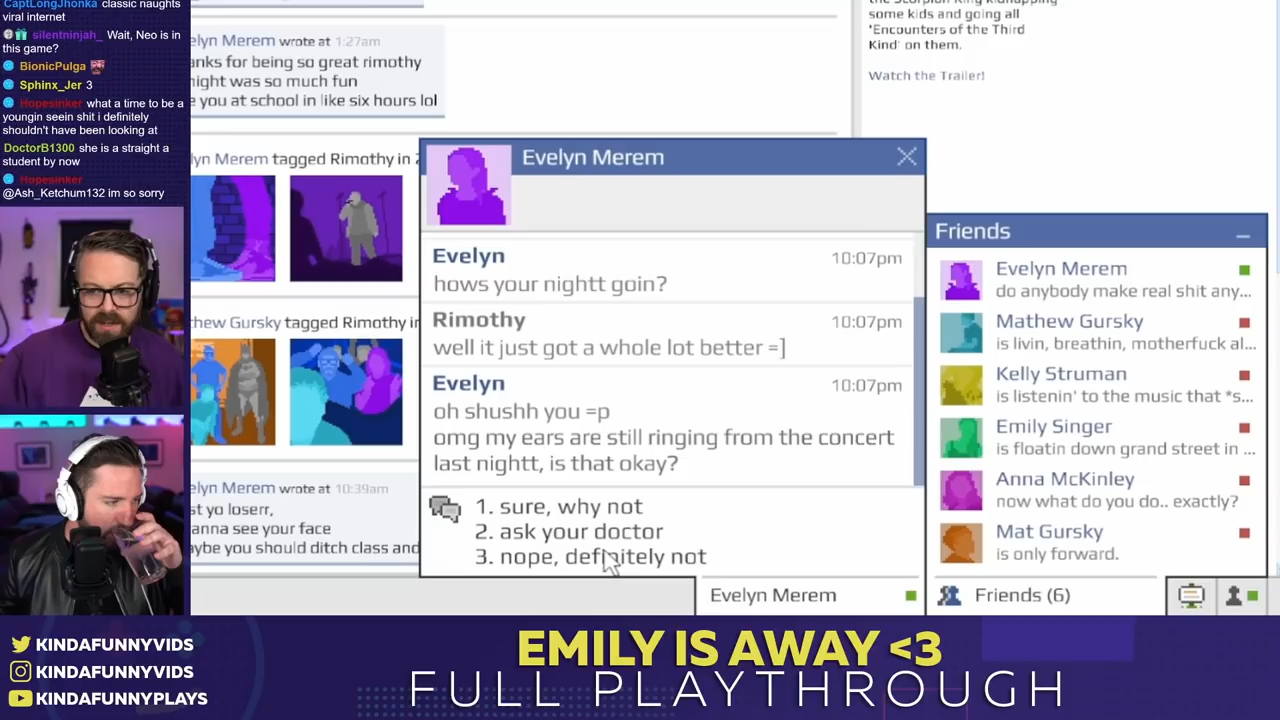 CaptLongJhonka classic naughts
viral internet
silentninjah_ Wait, Neo is in
this game?
BionicPulga
Sphinx_Jer 3
Hopesinker what a time to be a
youngin seein shit i definitely
shouldn't have been looking at
DoctorB1300 she is a straight a
student by now
Hopesinker
@Ash_Ketchum132 im so sorry
elyn Merem wrote at 1:27am
anks for being so great rimothy
night was so much fun
e you at school in like six hours lol
lyn Merem tagged Rimothy in
thew Gursky tagged Rimothy in
elyn Merem wrote at 10:39am
st yo loserr,
anna see your face
aybe you should ditch class and
the Scorpion King kidnapping
some kids and going all
'Encounters of the Third
Kind' on them.
Watch the Trailer!
Evelyn Merem
Evelyn 10:07pm
hows your nightt goin?
Rimothy 10:07pm
well it just got a whole lot better =]
Evelyn 10:07pm
oh shushh you =p
omg my ears are still ringing from the concert
last nightt, is that okay?
1. sure, why not
2. ask your doctor
3. nope, definitely not
Evelyn Merem
Friends
Evelyn Merem
do anybody make real shit any...
Mathew Gursky
is livin, breathin, motherfuck al...
Kelly Struman
is listenin' to the music that *s...
Emily Singer
is floatin down grand street in ...
Anna McKinley
now what do you do.. exactly?
Mat Gursky
is only forward.
Friends (6)
KINDAFUNNYVIDS
KINDAFUNNYVIDS
KINDAFUNNYPLAYS
EMILY IS AWAY <3
FULL PLAYTHROUGH